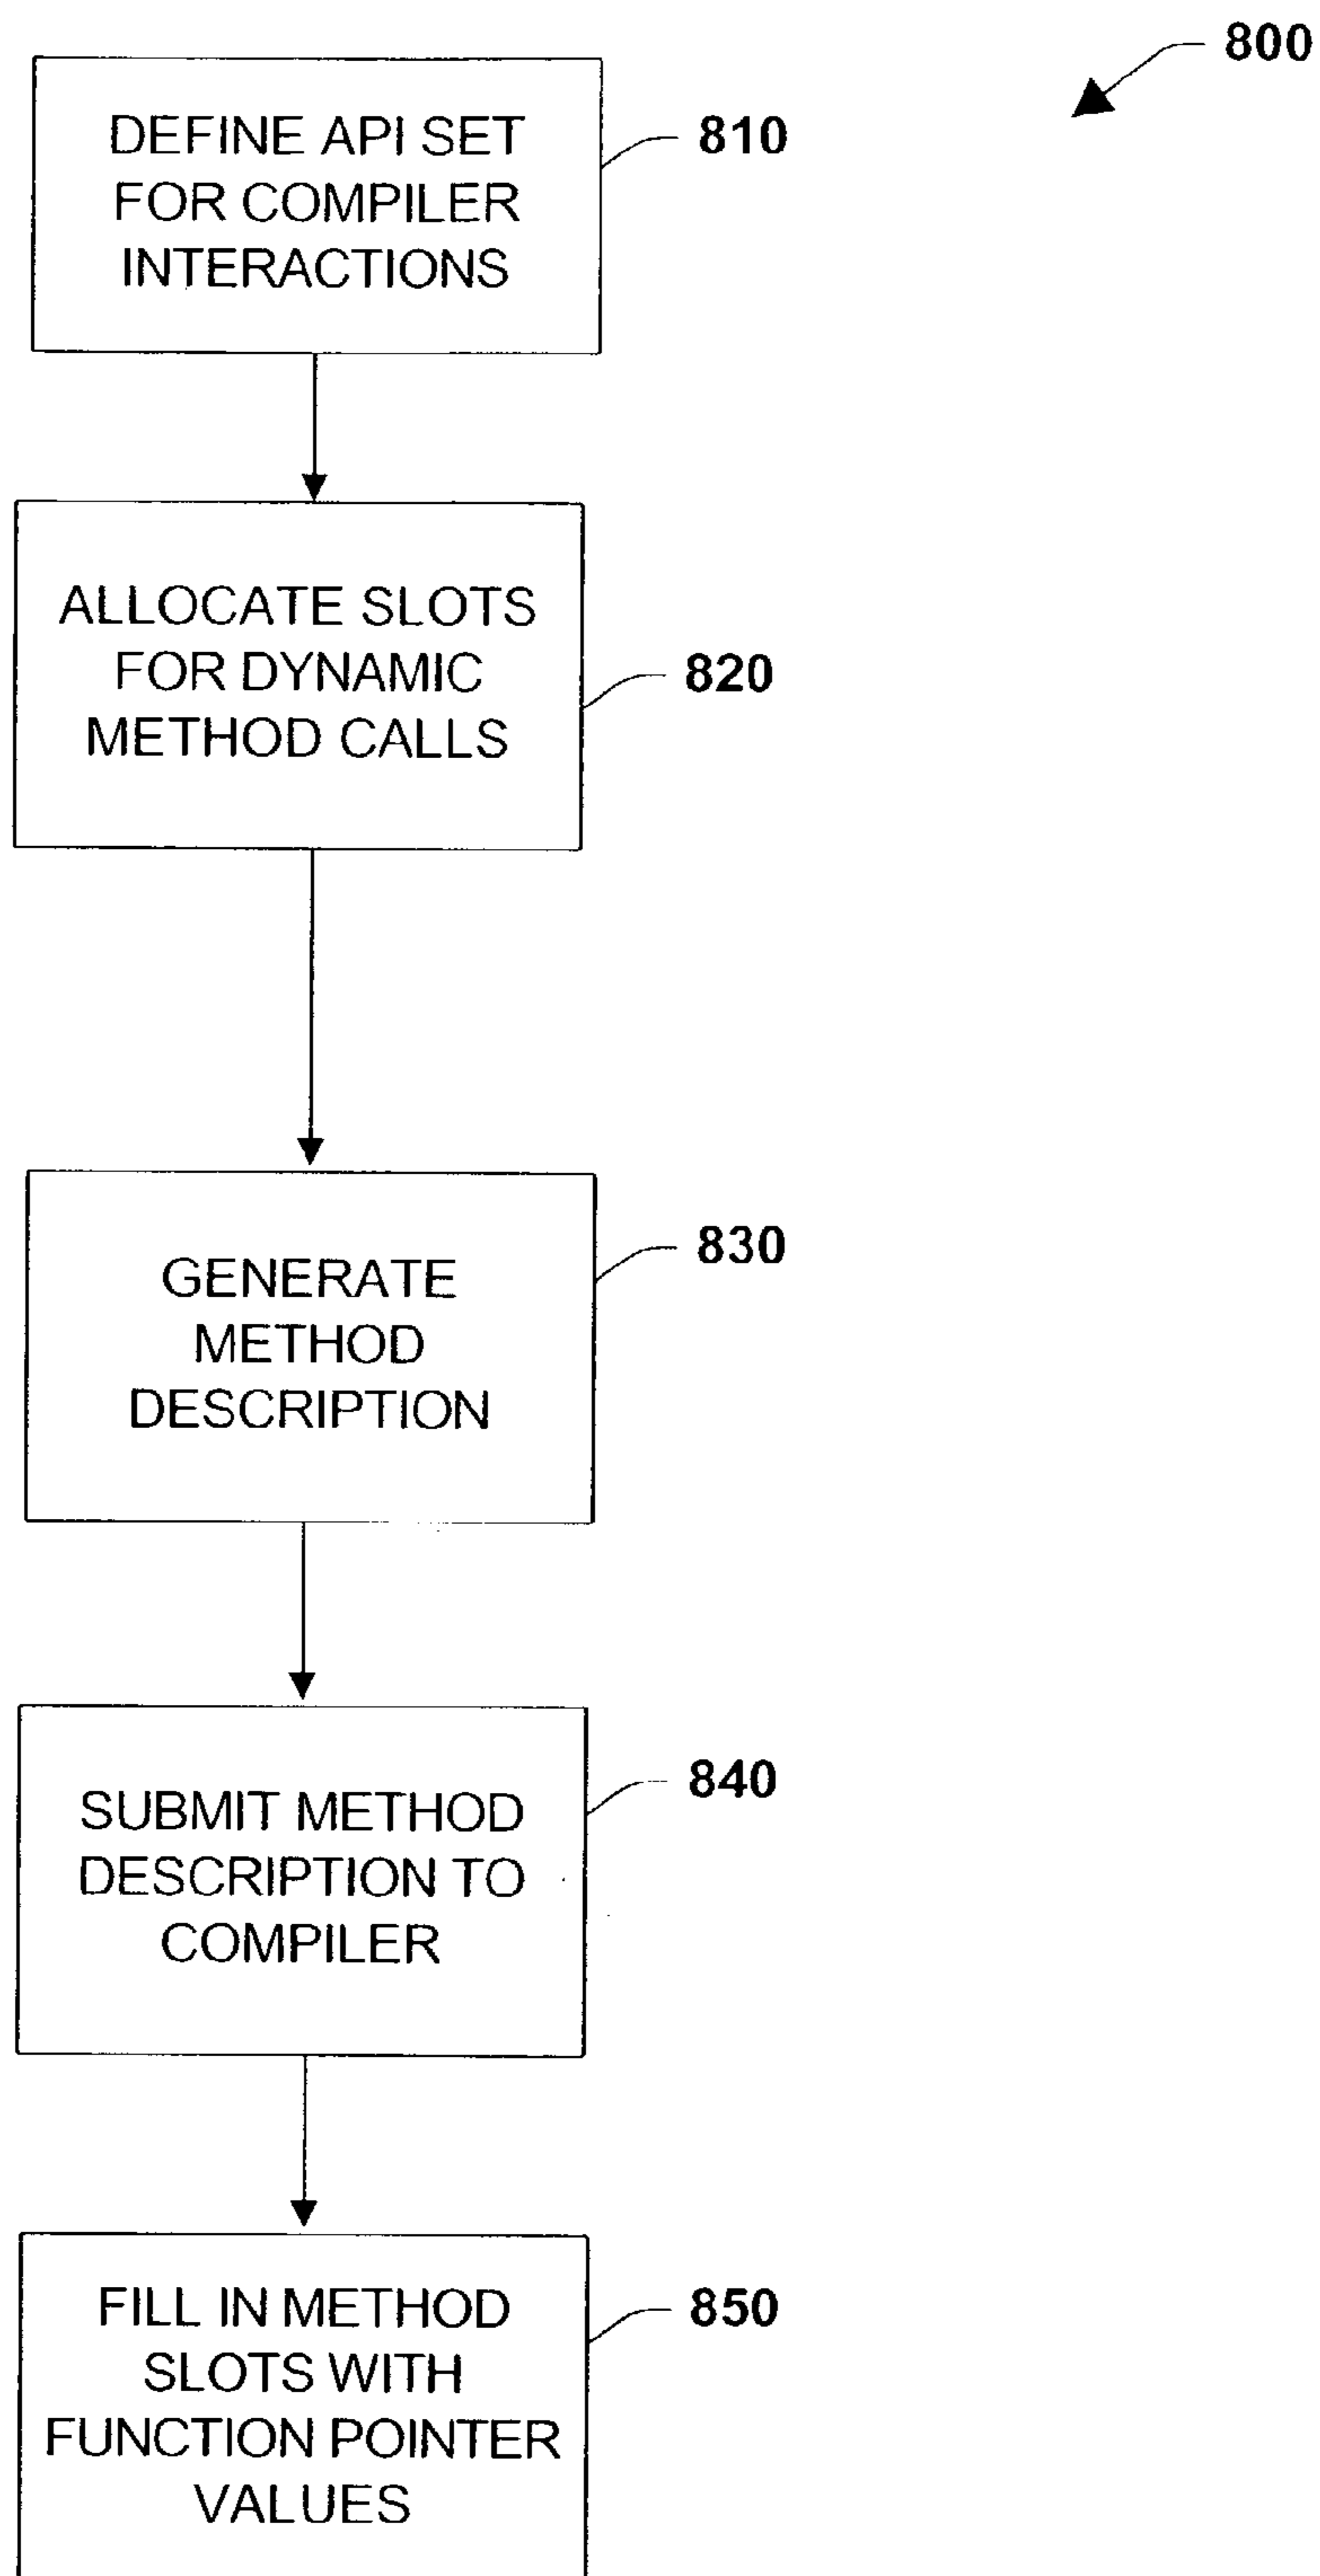 800
DEFINE API SET
FOR COMPILER
INTERACTIONS
810
ALLOCATE SLOTS
FOR DYNAMIC
METHOD CALLS
820
GENERATE
METHOD
DESCRIPTION
830
SUBMIT METHOD
DESCRIPTION TO
COMPILER
840
FILL IN METHOD
SLOTS WITH
FUNCTION POINTER
VALUES
850